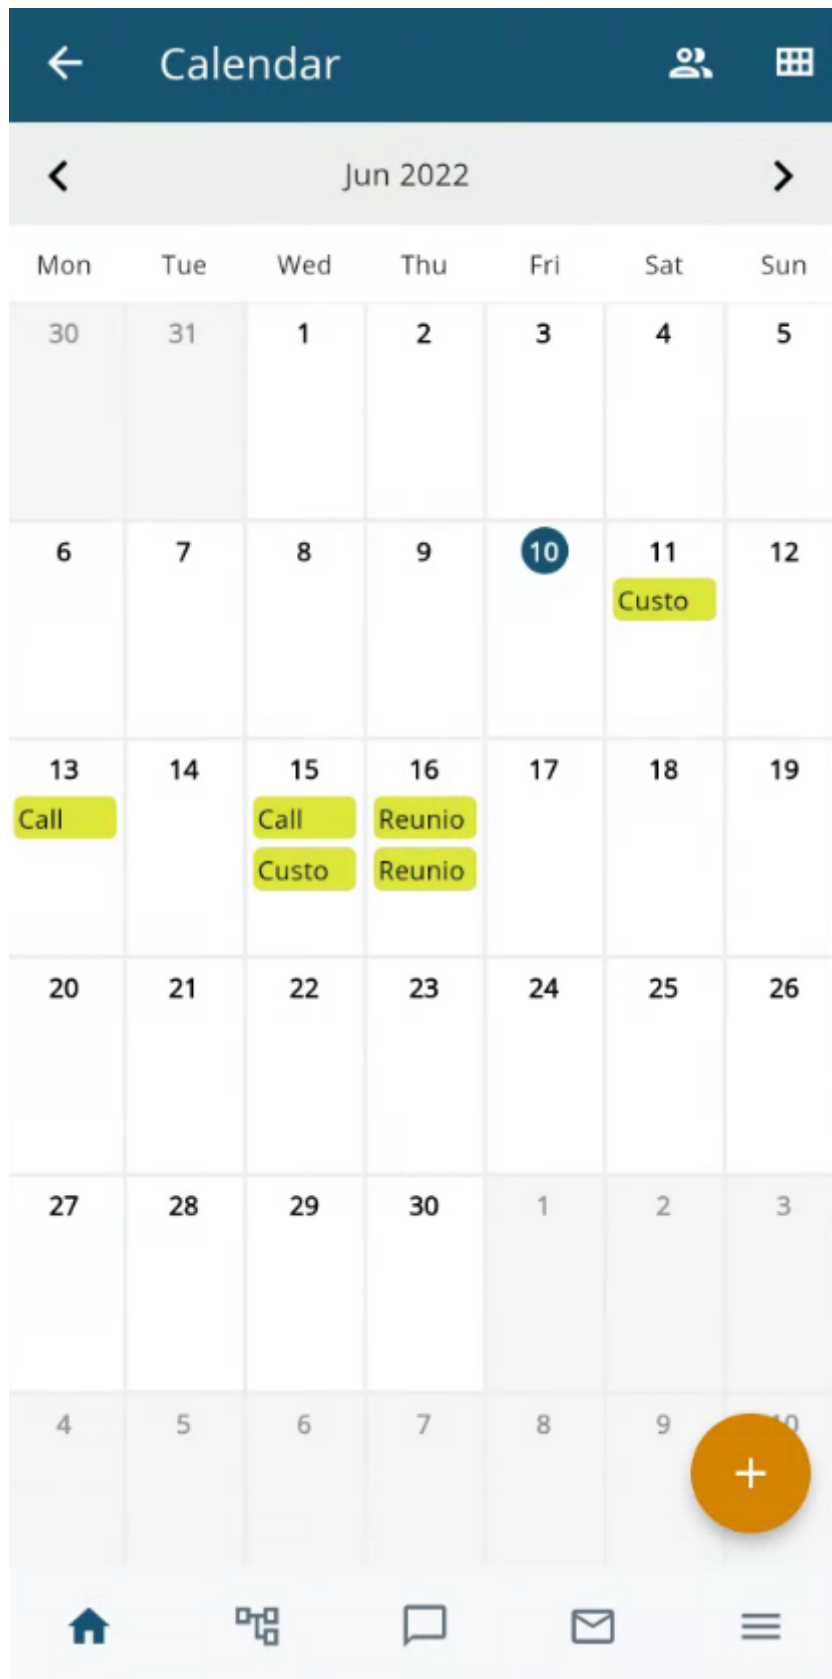 Calendar
Jun 2022
Mon Tue Wed Thu Fri Sat Sun
30 31 1 2 3 4 5
6 7 8 9 10 11 12
Custo
13 14 15 16 17 18 19
Call Call Reunio
Custo Reunio
20 21 22 23 24 25 26
27 28 29 30 1 2 3
4 5 6 7 8 9